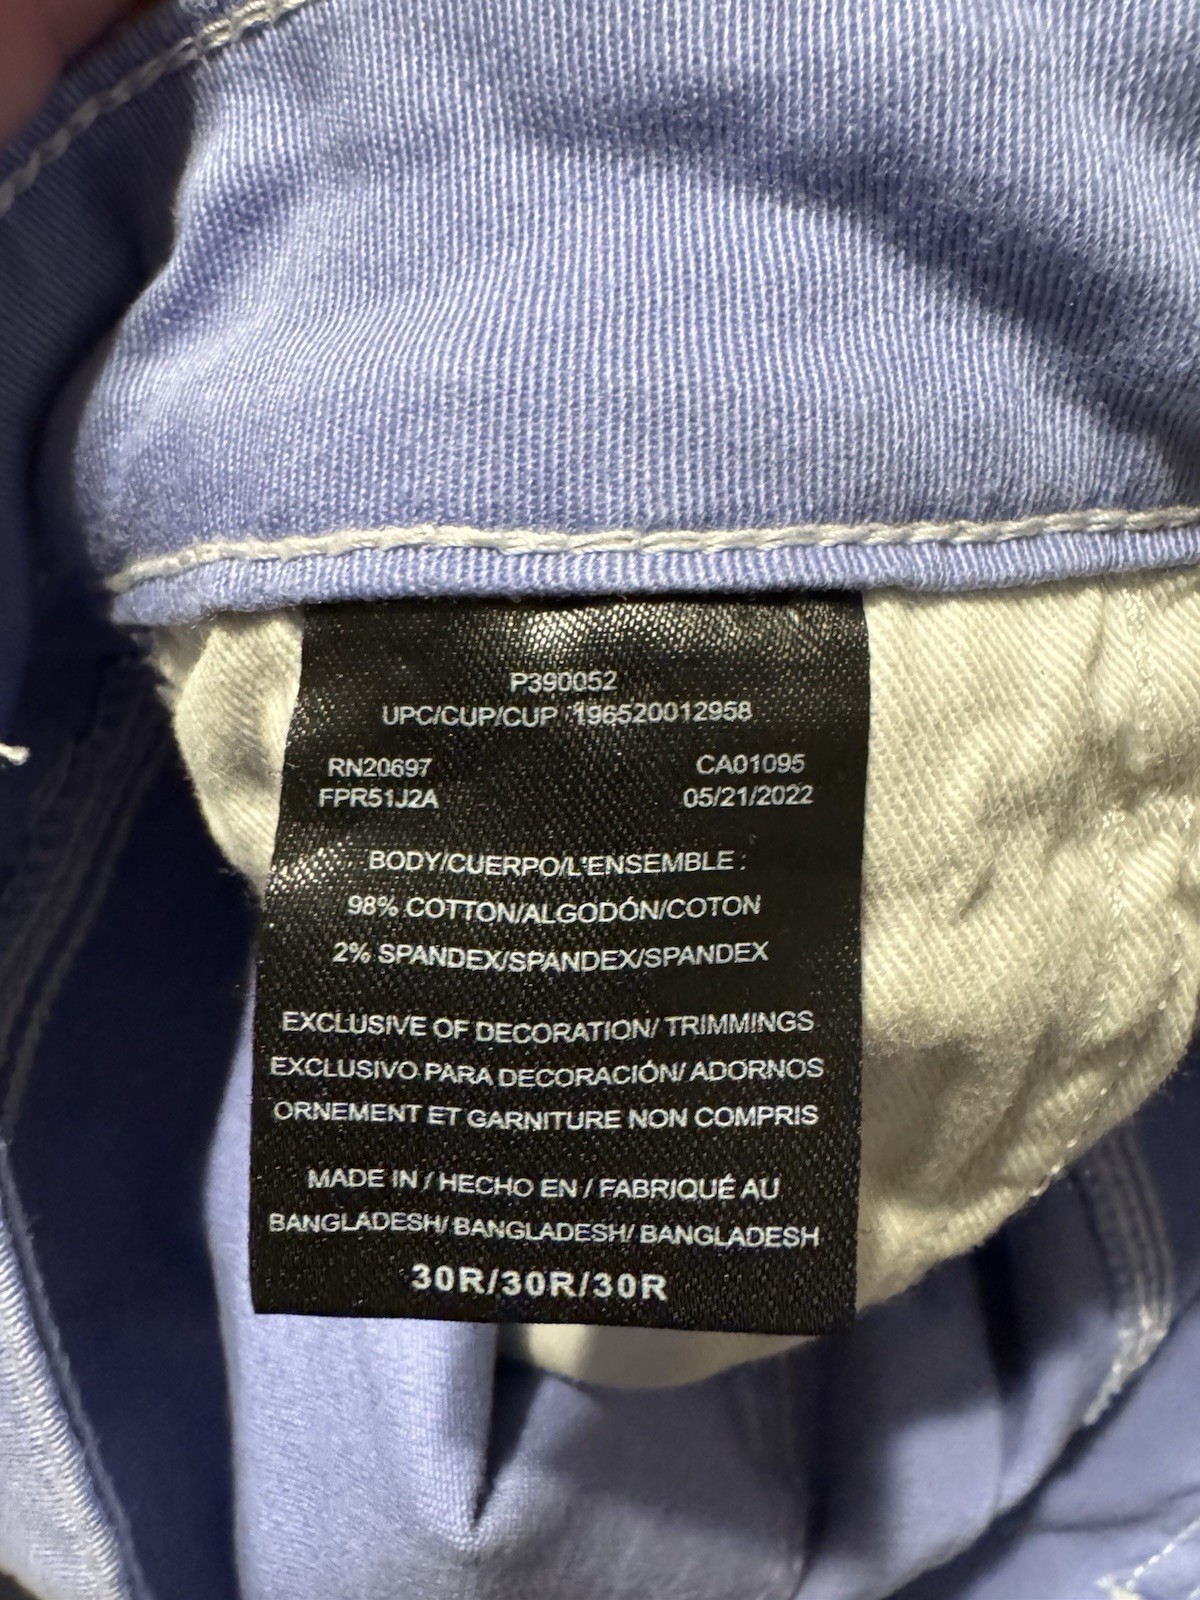 P390052
UPC/CUP/CUP 196520012958
RN20697 CA01095
FPR51J2A 05/21/2022
BODY/CUERPO/L'ENSEMBLE :
98% COTTON/ALGODÓN/COTON
2% SPANDEX/SPANDEX/SPANDEX
EXCLUSIVE OF DECORATION/ TRIMMINGS
EXCLUSIVO PARA DECORACIÓN/ ADORNOS
ORNEMENT ET GARNITURE NON COMPRIS
MADE IN / HECHO EN / FABRIQUÉ AU
BANGLADESH/ BANGLADESH/ BANGLADESH
30R/30R/30R